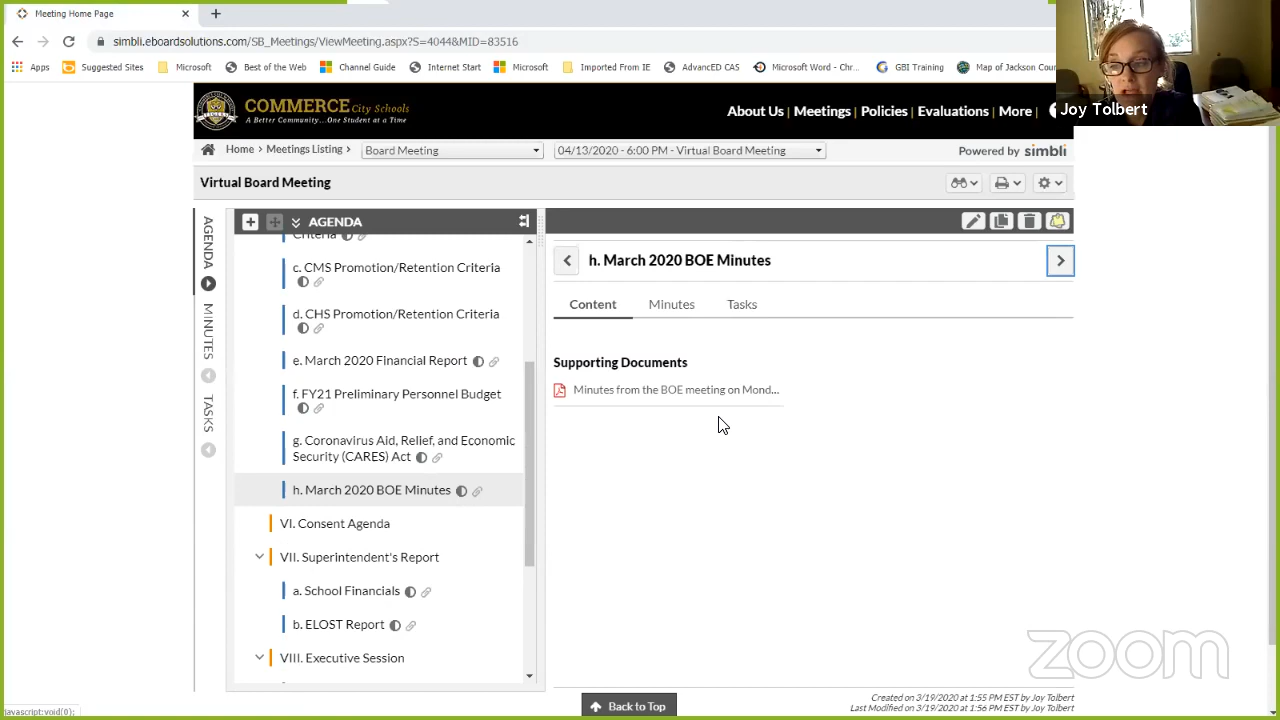 Meeting Home Page
simbli.eboardsolutions.com/SB_Meetings/ViewMeeting.aspx?S=4044&MID=83516
Apps Suggested Sites Microsoft Best of the Web Channel Guide Internet Start Microsoft Imported From IE AdvancED CAS Microsoft Word - Chr... GBI Training Map of Jackson Cou
Joy Tolbert
COMMERCE City Schools
A Better Community...One Student at a Time
About Us | Meetings | Policies | Evaluations | More |
Home > Meetings Listing > Board Meeting 04/13/2020 - 6:00 PM - Virtual Board Meeting Powered by simbli
Virtual Board Meeting
AGENDA
MINUTES
TASKS
AGENDA
Criteria
c. CMS Promotion/Retention Criteria
d. CHS Promotion/Retention Criteria
e. March 2020 Financial Report
f. FY21 Preliminary Personnel Budget
g. Coronavirus Aid, Relief, and Economic
Security (CARES) Act
h. March 2020 BOE Minutes
VI. Consent Agenda
VII. Superintendent's Report
a. School Financials
b. ELOST Report
VIII. Executive Session
h. March 2020 BOE Minutes
Content Minutes Tasks
Supporting Documents
Minutes from the BOE meeting on Mond...
zoom
Back to Top
Created on 3/19/2020 at 1:55 PM EST by Joy Tolbert
Last Modified on 3/19/2020 at 1:56 PM EST by Joy Tolbert
javascript:void(0);